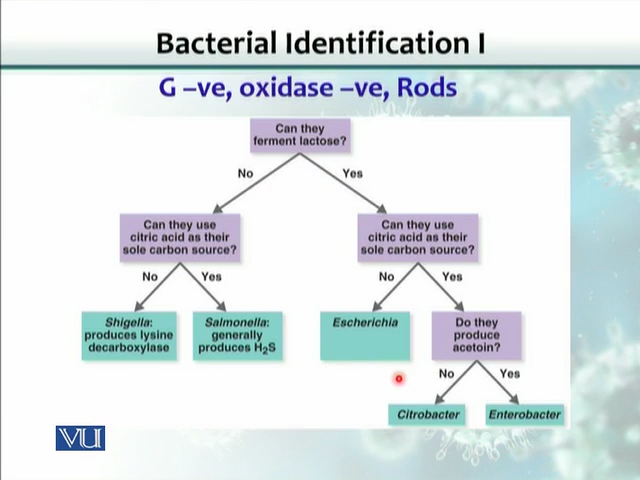 Bacterial Identification I
G –ve, oxidase –ve, Rods
Can they
ferment lactose?
No
Yes
Can they use
citric acid as their
sole carbon source?
Can they use
citric acid as their
sole carbon source?
No
Yes
No
Yes
Shigella:
produces lysine
decarboxylase
Salmonella:
generally
produces H₂S
Escherichia
Do they
produce
acetoin?
No
Yes
Citrobacter
Enterobacter
VU